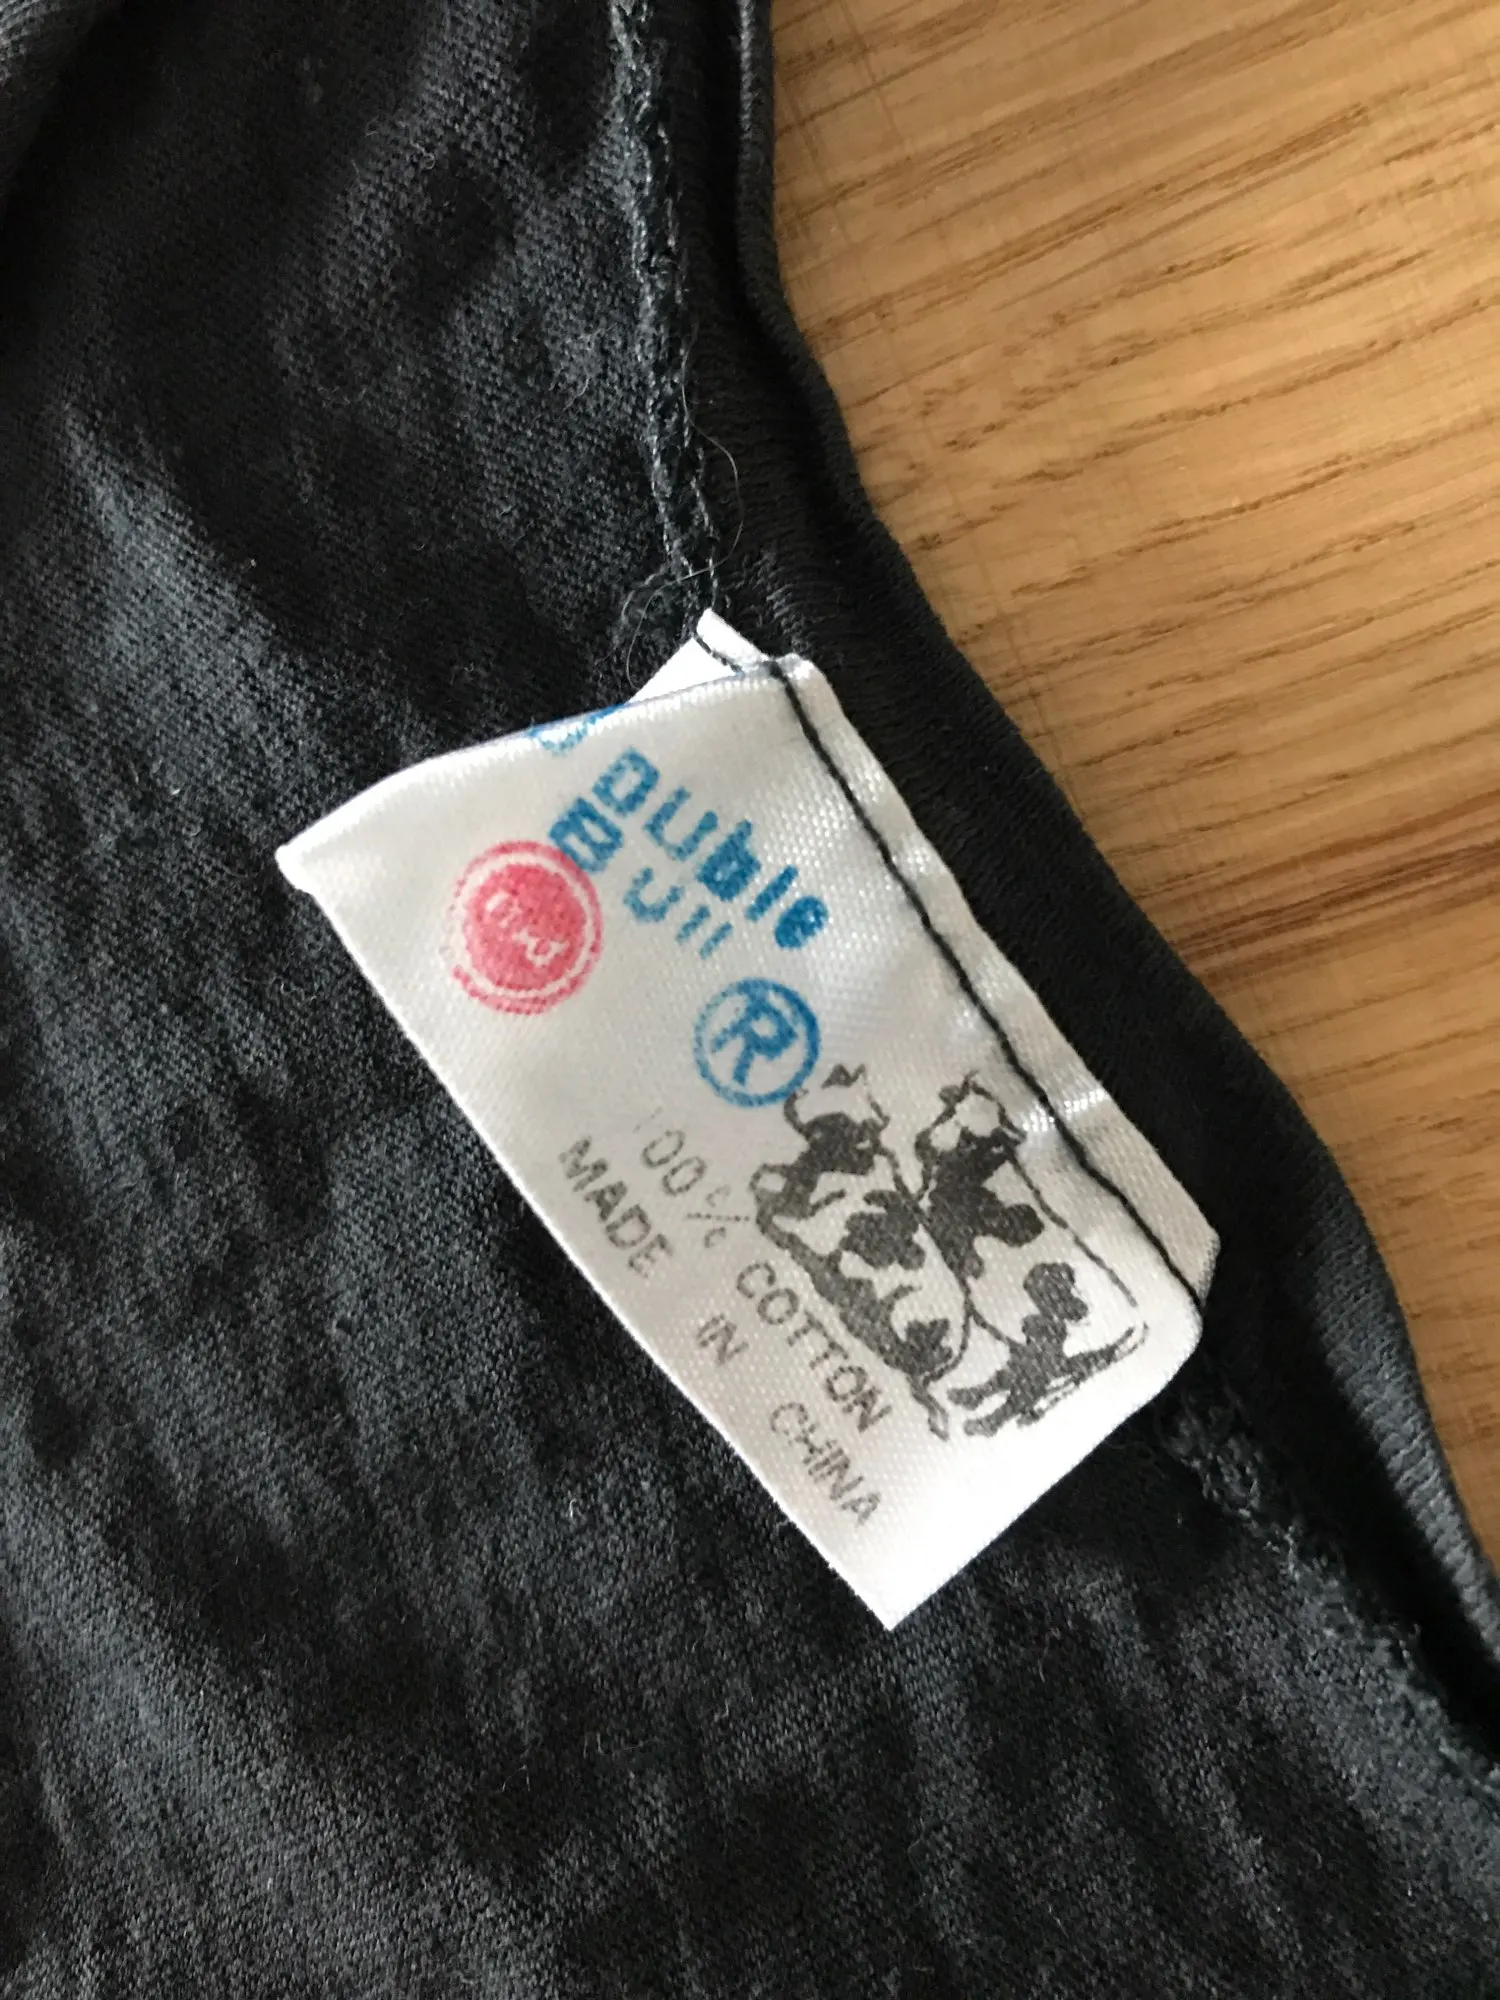 Double
Bull
®
100% COTTON
MADE IN CHINA